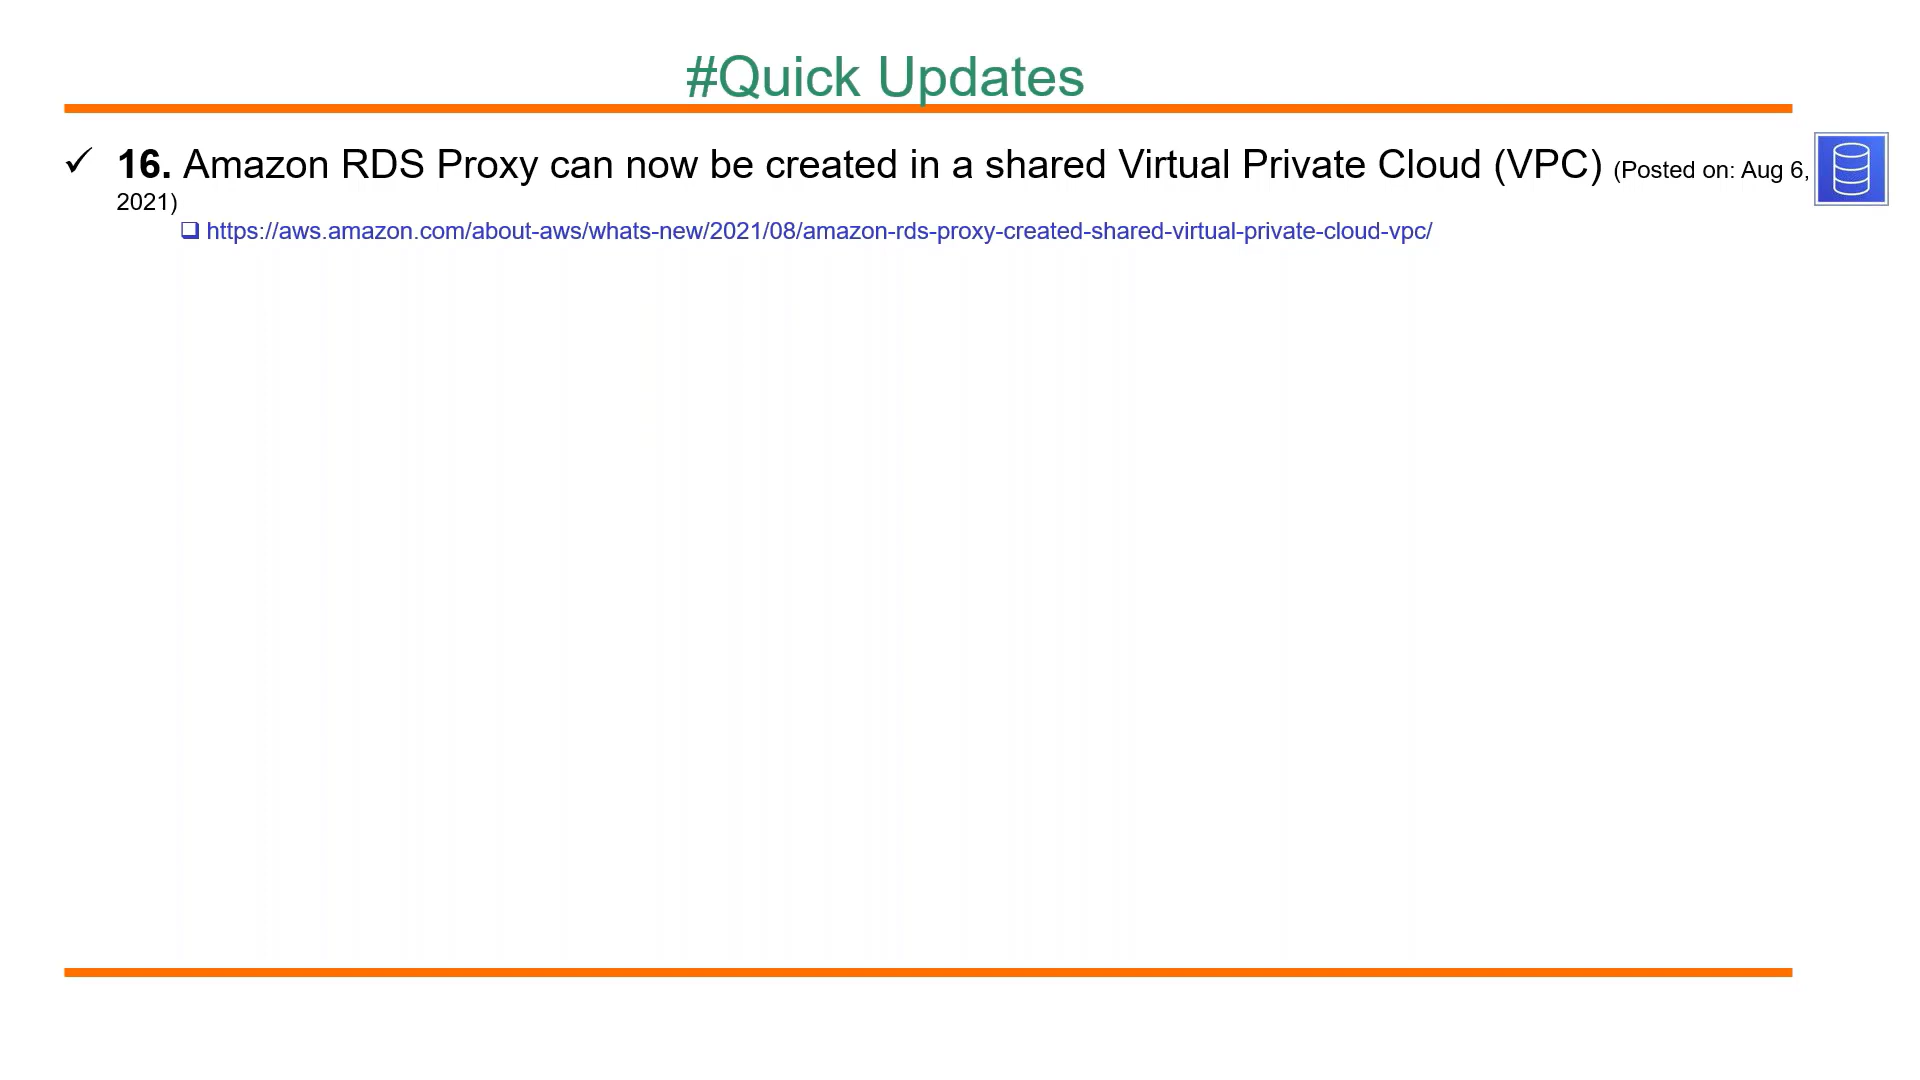 #Quick Updates
✓ 16. Amazon RDS Proxy can now be created in a shared Virtual Private Cloud (VPC) (Posted on: Aug 6,
2021)
❑ https://aws.amazon.com/about-aws/whats-new/2021/08/amazon-rds-proxy-created-shared-virtual-private-cloud-vpc/